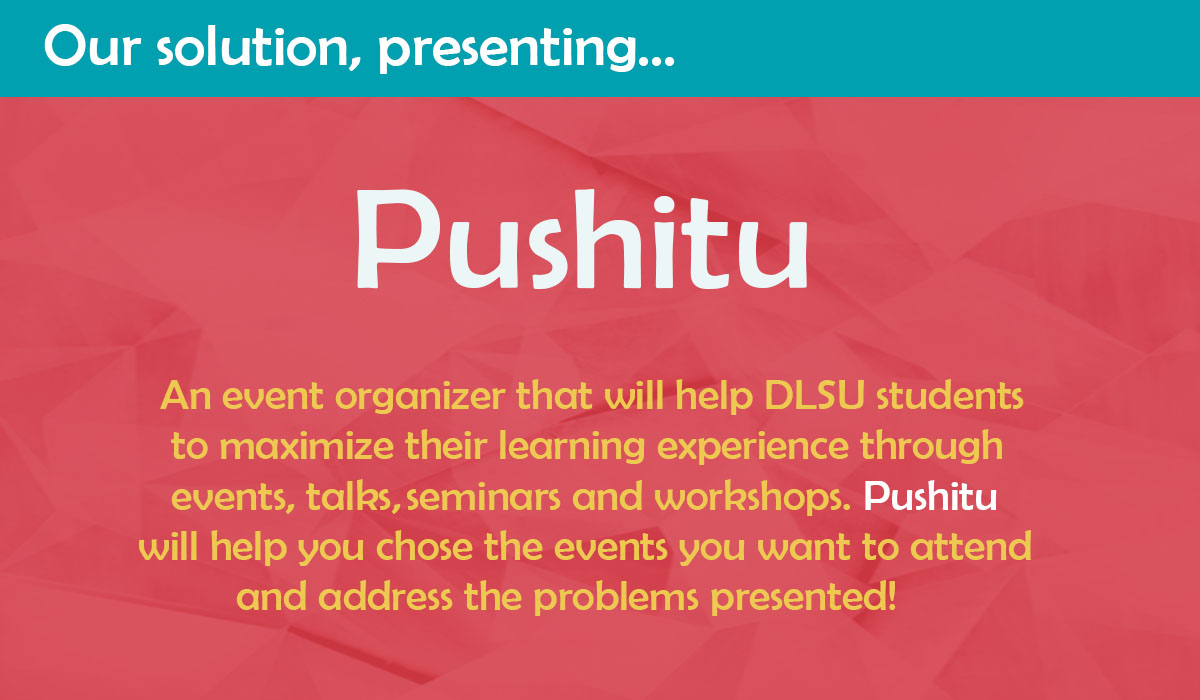 Our solution, presenting...
Pushitu
An event organizer that will help DLSU students
to maximize their learning experience through
events, talks, seminars and workshops. Pushitu
will help you chose the events you want to attend
and address the problems presented!